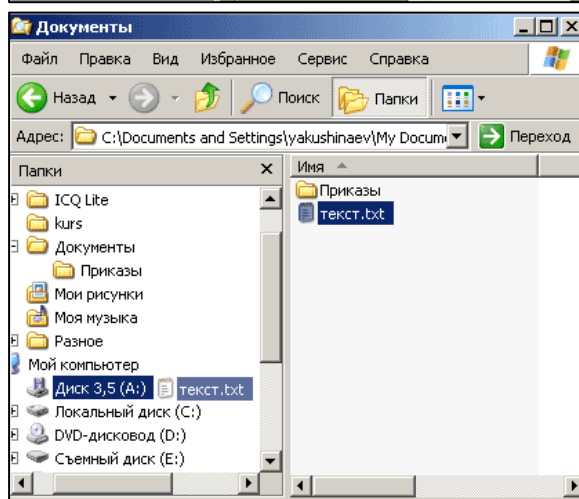 Документы
Файл Правка Вид Избранное Сервис Справка
Назад Поиск Папки
Адрес: C:\Documents and Settings\yakushinaev\My Docum Переход
Папки
ICQ Lite
kurs
Документы
Приказы
Мои рисунки
Моя музыка
Разное
Мой компьютер
Диск 3,5 (A:) текст.txt
Локальный диск (C:)
DVD-дисковод (D:)
Съемный диск (E:)
Имя
Приказы
текст.txt